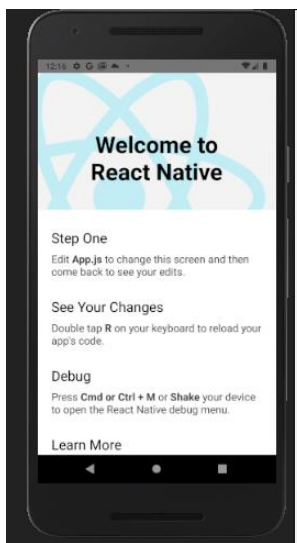 12:15
Welcome to
React Native
Step One
Edit App.js to change this screen and then
come back to see your edits.
See Your Changes
Double tap R on your keyboard to reload your
app's code.
Debug
Press Cmd or Ctrl + M or Shake your device
to open the React Native debug menu.
Learn More